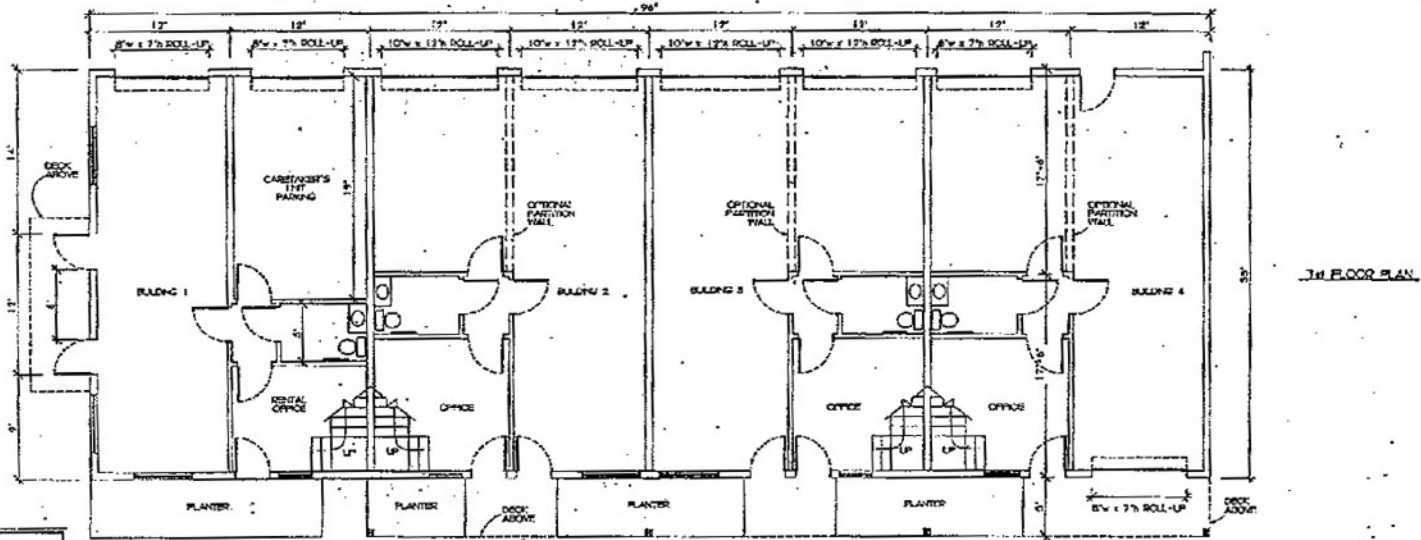 96'
12' 12' 12' 12' 12' 12' 12' 12'
8'w x 7'h ROLL-UP 8'w x 7'h ROLL-UP 10'w x 12'h ROLL-UP 10'w x 12'h ROLL-UP 10'w x 12'h ROLL-UP 10'w x 12'h ROLL-UP 8'w x 7'h ROLL-UP
14'
DECK
ABOVE
CARETAKER'S
UNIT
PARKING
19'
OPTIONAL
PARTITION
WALL
OPTIONAL
PARTITION
WALL
17'-6"
OPTIONAL
PARTITION
WALL
35'
1st FLOOR PLAN
12'
6'
BUILDING 1
BUILDING 2
BUILDING 3
BUILDING 4
17'-6"
9'
RENTAL
OFFICE
OFFICE
OFFICE
OFFICE
UP UP
UP UP
PLANTER
PLANTER
DECK
ABOVE
PLANTER
PLANTER
8'w x 7'h ROLL-UP
DECK
ABOVE